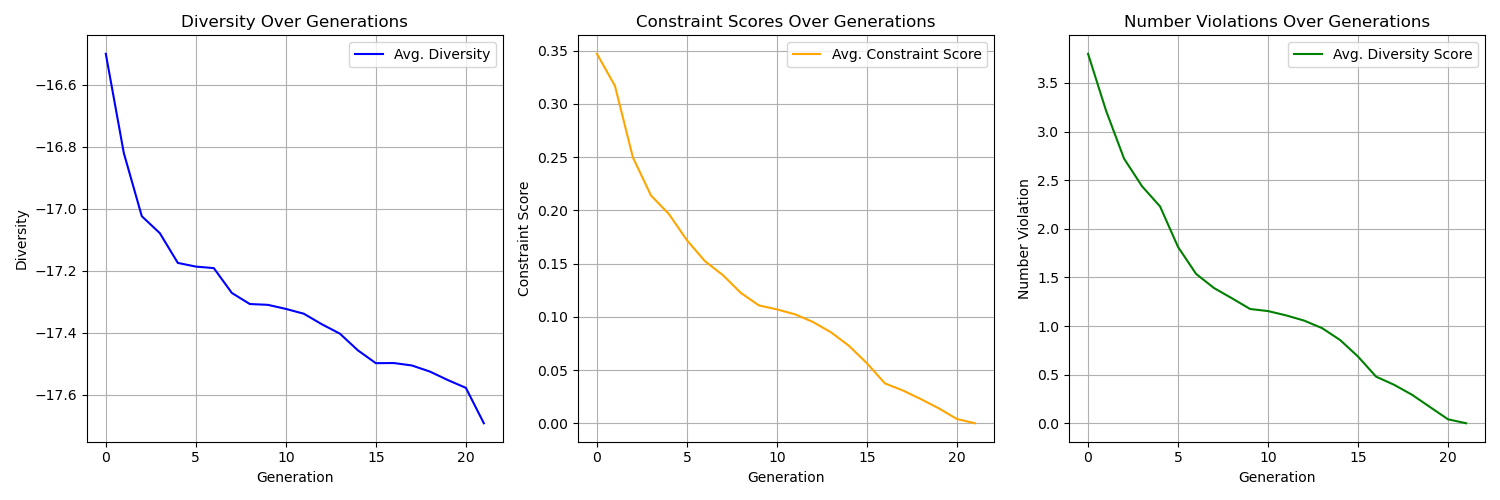 Diversity Over Generations
Avg. Diversity
−16.6
−16.8
−17.0
−17.2
−17.4
−17.6
Diversity
0 5 10 15 20
Generation
Constraint Scores Over Generations
Avg. Constraint Score
0.35
0.30
0.25
0.20
0.15
0.10
0.05
0.00
Constraint Score
0 5 10 15 20
Generation
Number Violations Over Generations
Avg. Diversity Score
3.5
3.0
2.5
2.0
1.5
1.0
0.5
0.0
Number Violation
0 5 10 15 20
Generation